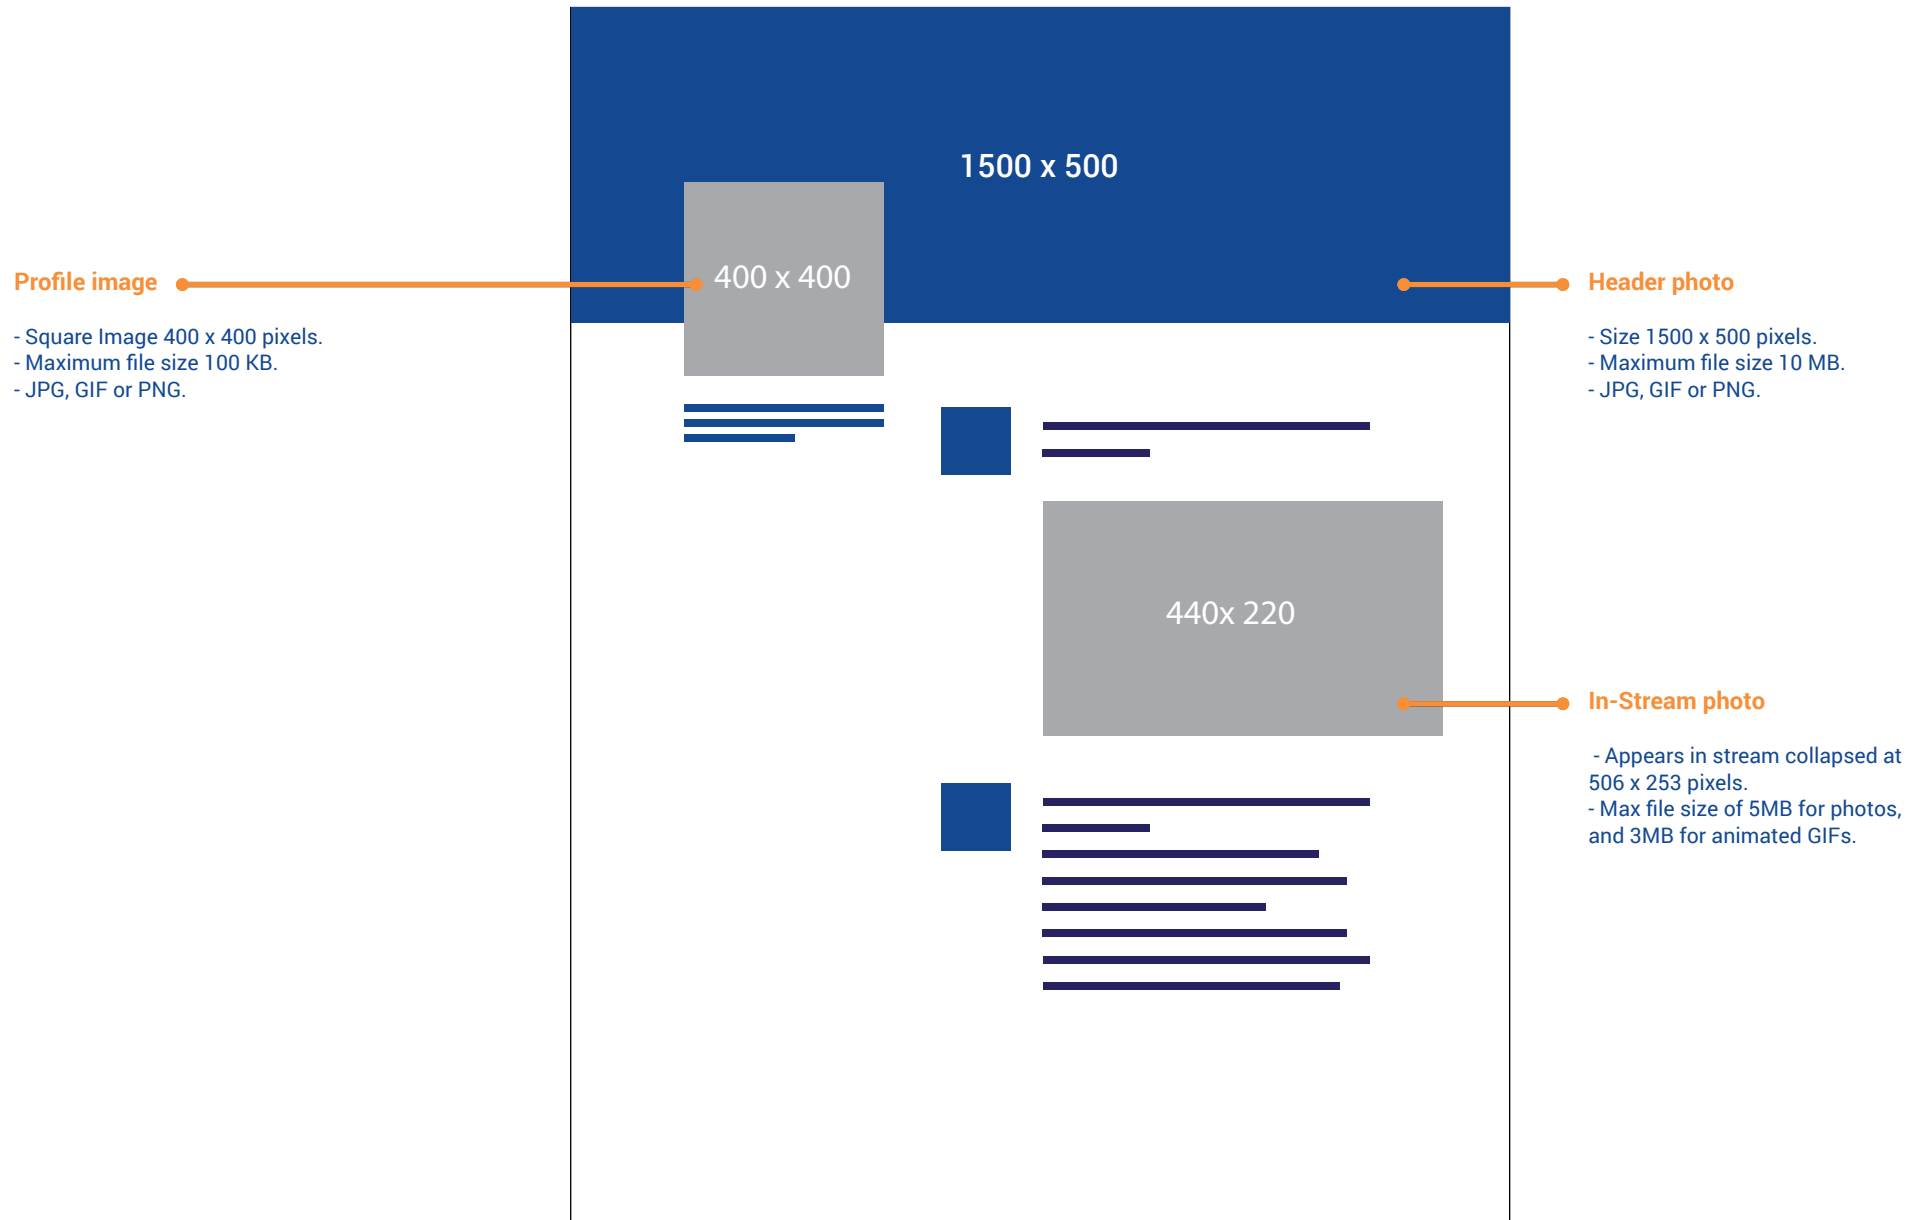 1500 x 500
400 x 400
Profile image
- Square Image 400 x 400 pixels.
- Maximum file size 100 KB.
- JPG, GIF or PNG.
Header photo
- Size 1500 x 500 pixels.
- Maximum file size 10 MB.
- JPG, GIF or PNG.
440x 220
In-Stream photo
- Appears in stream collapsed at
506 x 253 pixels.
- Max file size of 5MB for photos,
and 3MB for animated GIFs.